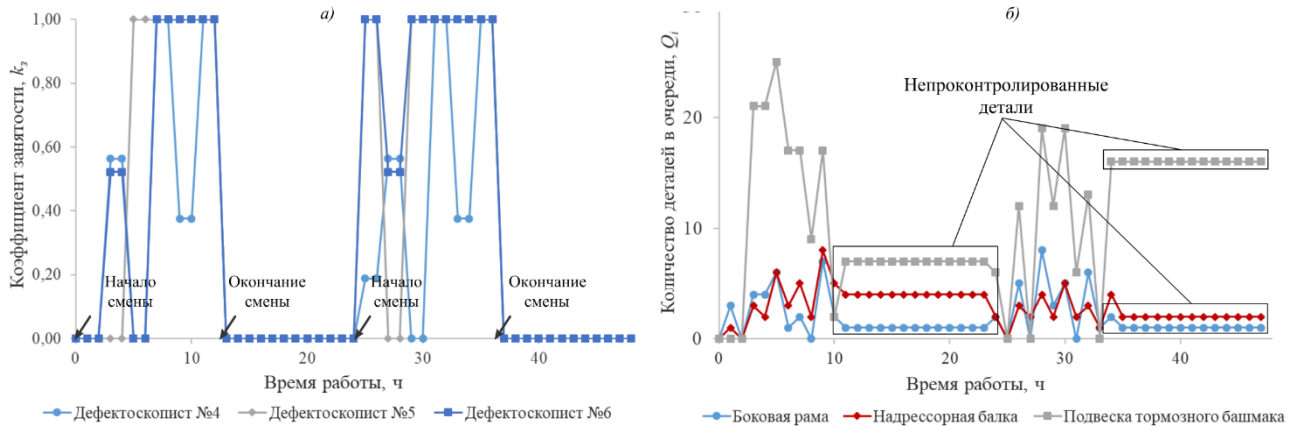 а)
Коэффициент занятости, kз
1,00
0,80
0,60
0,40
0,20
0,00
Начало
смены
Окончание
смены
Начало
смены
Окончание
смены
0
10
20
30
40
Время работы, ч
Дефектоскопист №4
Дефектоскопист №5
Дефектоскопист №6
б)
Количество деталей в очереди, Qi
20
10
0
Непроконтролированные
детали
0
10
20
30
40
Время работы, ч
Боковая рама
Надрессорная балка
Подвеска тормозного башмака